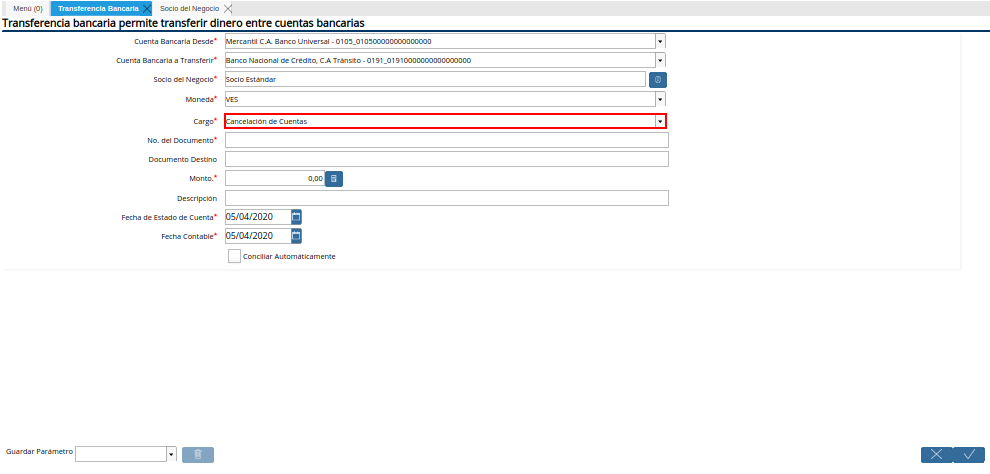 Menú (0) Transferencia Bancaria Socio del Negocio
Transferencia bancaria permite transferir dinero entre cuentas bancarias
Cuenta Bancaria Desde* Mercantil C.A. Banco Universal - 0105_010500000000000000
Cuenta Bancaria a Transferir* Banco Nacional de Crédito, C.A Tránsito - 0191_01910000000000000000
Socio del Negocio* Socio Estándar
Moneda* VES
Cargo* Cancelación de Cuentas
No. del Documento*
Documento Destino
Monto.* 0,00
Descripción
Fecha de Estado de Cuenta* 05/04/2020
Fecha Contable* 05/04/2020
Conciliar Automáticamente
Guardar Parámetro